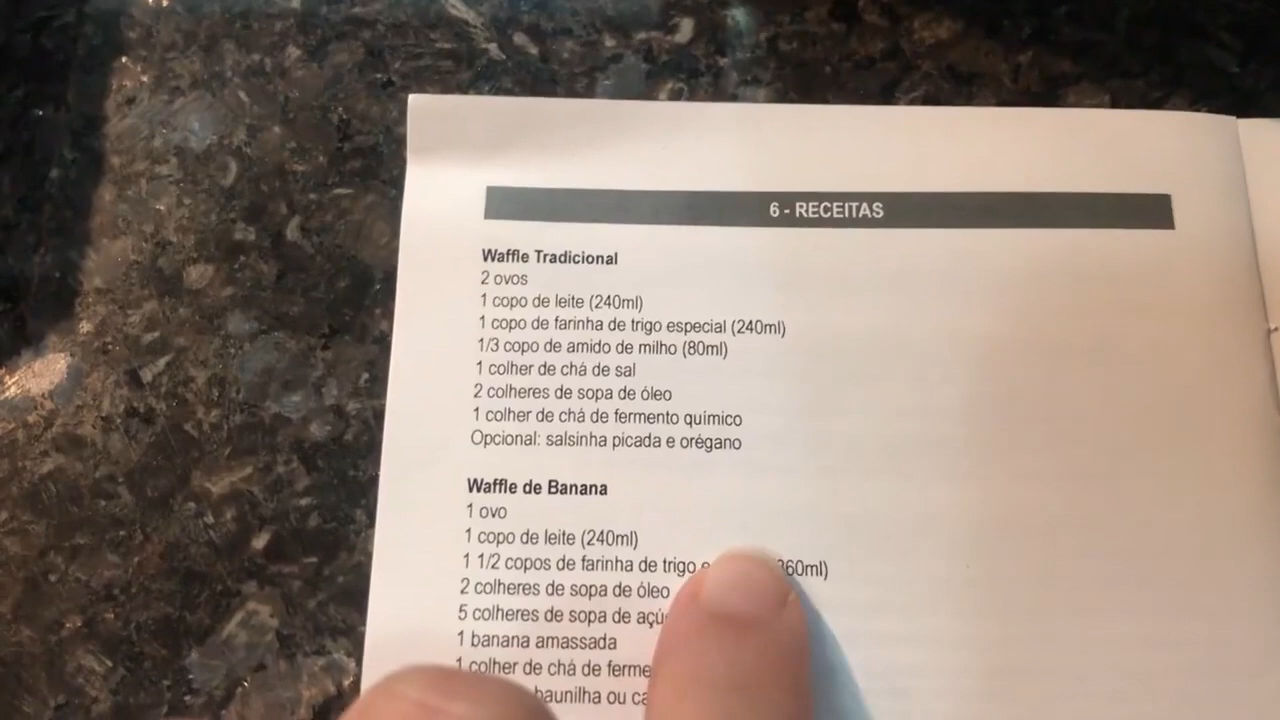 6 - RECEITAS
Waffle Tradicional
2 ovos
1 copo de leite (240ml)
1 copo de farinha de trigo especial (240ml)
1/3 copo de amido de milho (80ml)
1 colher de chá de sal
2 colheres de sopa de óleo
1 colher de chá de fermento químico
Opcional: salsinha picada e orégano
Waffle de Banana
1 ovo
1 copo de leite (240ml)
1 1/2 copos de farinha de trigo 360ml)
2 colheres de sopa de óleo
5 colheres de sopa de
1 banana amassada
1 colher de chá de
baunilha ou